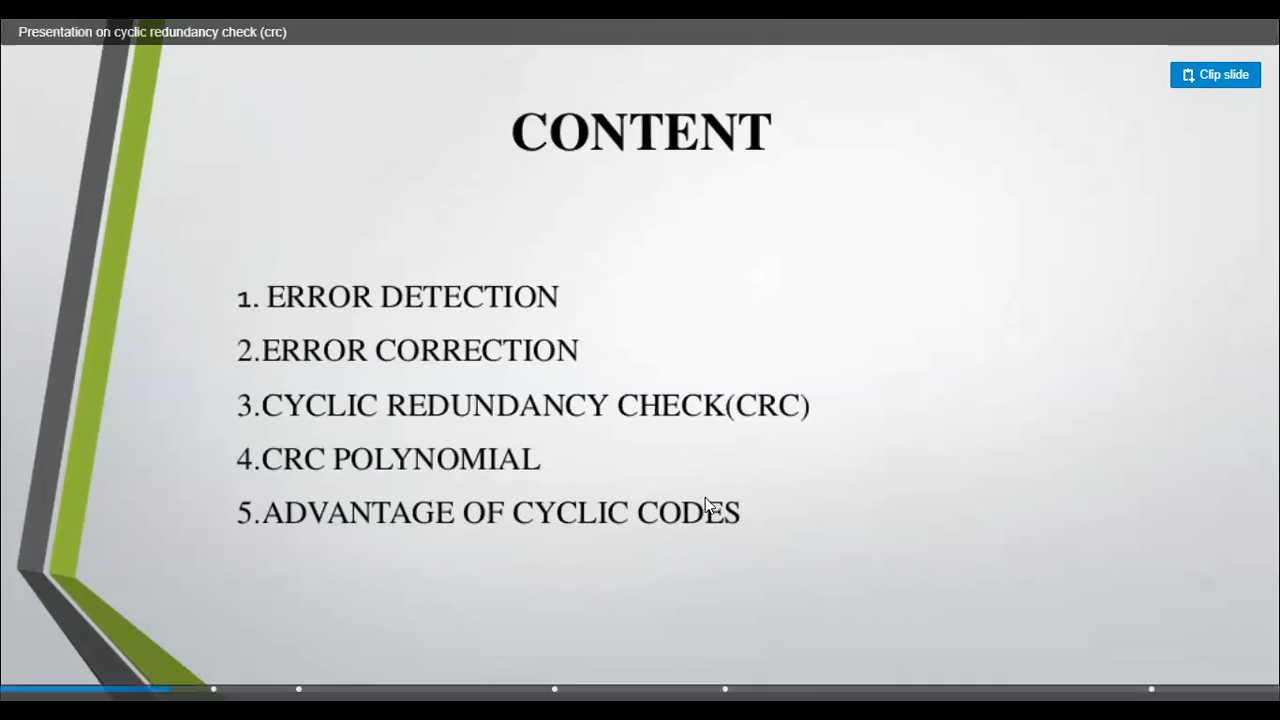 Presentation on cyclic redundancy check (crc)
Clip slide
CONTENT
1. ERROR DETECTION
2.ERROR CORRECTION
3.CYCLIC REDUNDANCY CHECK(CRC)
4.CRC POLYNOMIAL
5.ADVANTAGE OF CYCLIC CODES